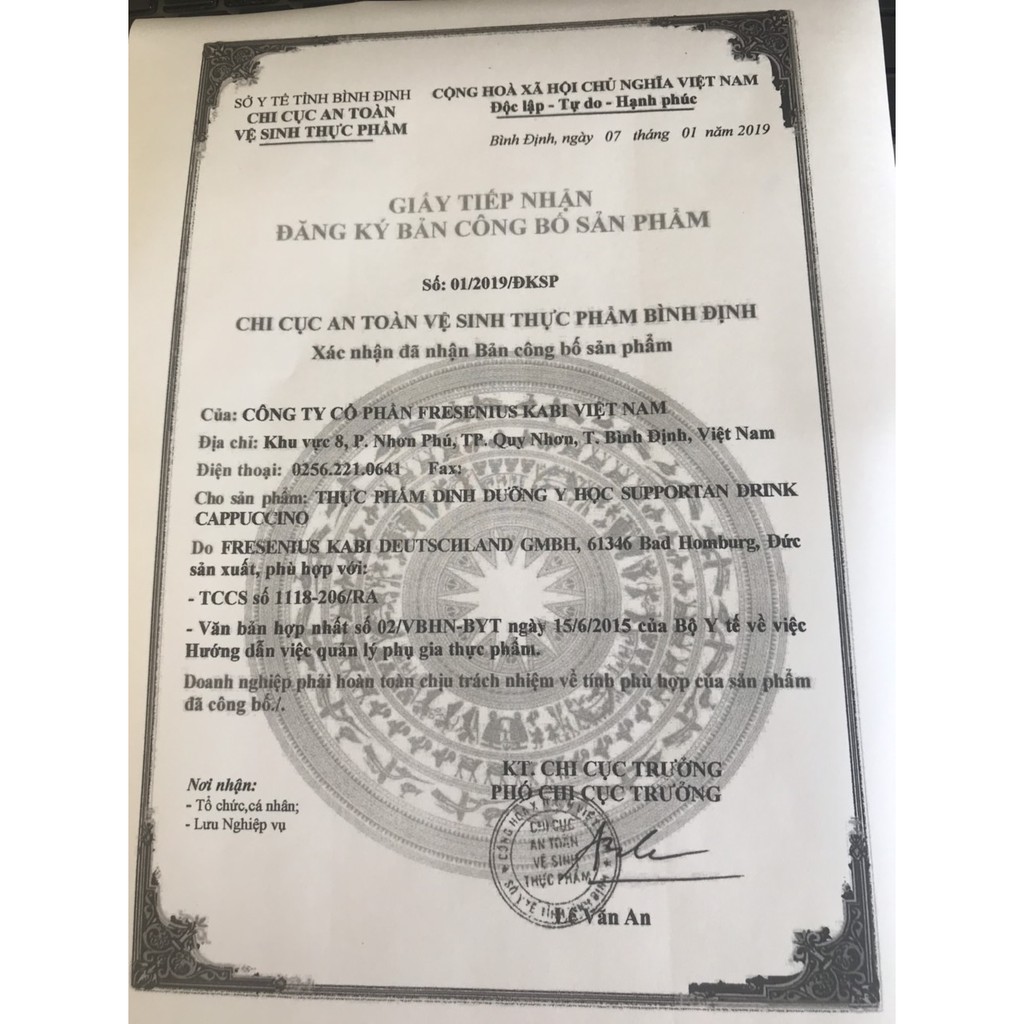 SỞ Y TẾ TỈNH BÌNH ĐỊNH
CHI CỤC AN TOÀN
VỆ SINH THỰC PHẨM
CỘNG HOÀ XÃ HỘI CHỦ NGHĨA VIỆT NAM
Độc lập - Tự do - Hạnh phúc
Bình Định, ngày 07 tháng 01 năm 2019
GIẤY TIẾP NHẬN
ĐĂNG KÝ BẢN CÔNG BỐ SẢN PHẨM
Số: 01/2019/ĐKSP
CHI CỤC AN TOÀN VỆ SINH THỰC PHẨM BÌNH ĐỊNH
Xác nhận đã nhận Bản công bố sản phẩm
Của: CÔNG TY CỔ PHẦN FRESENIUS KABI VIỆT NAM
Địa chỉ: Khu vực 8, P. Nhơn Phú, TP. Quy Nhơn, T. Bình Định, Việt Nam
Điện thoại: 0256.221.0641 Fax:
Cho sản phẩm: THỰC PHẨM DINH DƯỠNG Y HỌC SUPPORTAN DRINK
CAPPUCCINO
Do FRESENIUS KABI DEUTSCHLAND GMBH, 61346 Bad Homburg, Đức
sản xuất, phù hợp với:
- TCCS số 1118-206/RA
- Văn bản hợp nhất số 02/VBHN-BYT ngày 15/6/2015 của Bộ Y tế về việc
Hướng dẫn việc quản lý phụ gia thực phẩm.
Doanh nghiệp phải hoàn toàn chịu trách nhiệm về tính phù hợp của sản phẩm
đã công bố./.
Nơi nhận:
- Tổ chức,cá nhân;
- Lưu Nghiệp vụ
KT. CHI CỤC TRƯỞNG
PHÓ CHI CỤC TRƯỞNG
CHI CỤC
AN TOÀN
VỆ SINH
THỰC PHẨM
Lê Văn An